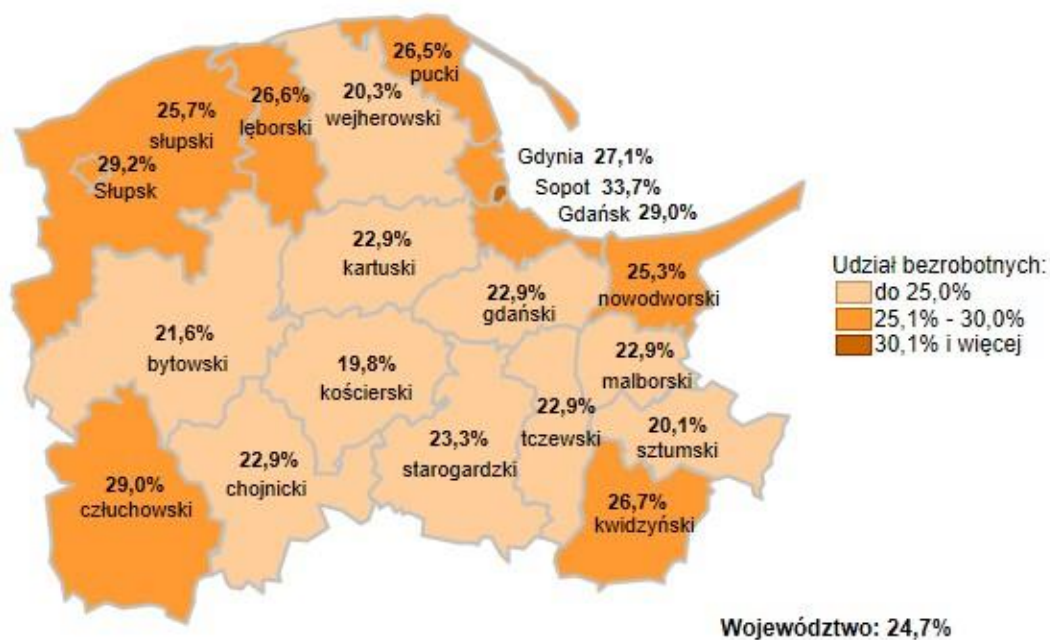 26,5%
pucki
25,7%
słupski
26,6%
lęborski
20,3%
wejherowski
29,2%
Słupsk
Gdynia 27,1%
Sopot 33,7%
Gdańsk 29,0%
22,9%
kartuski
22,9%
gdański
25,3%
nowodworski
21,6%
bytowski
19,8%
kościerski
22,9%
malborski
22,9%
tczewski
20,1%
sztumski
23,3%
starogardzki
22,9%
chojnicki
29,0%
człuchowski
26,7%
kwidzyński
Udział bezrobotnych:
do 25,0%
25,1% - 30,0%
30,1% i więcej
Województwo: 24,7%